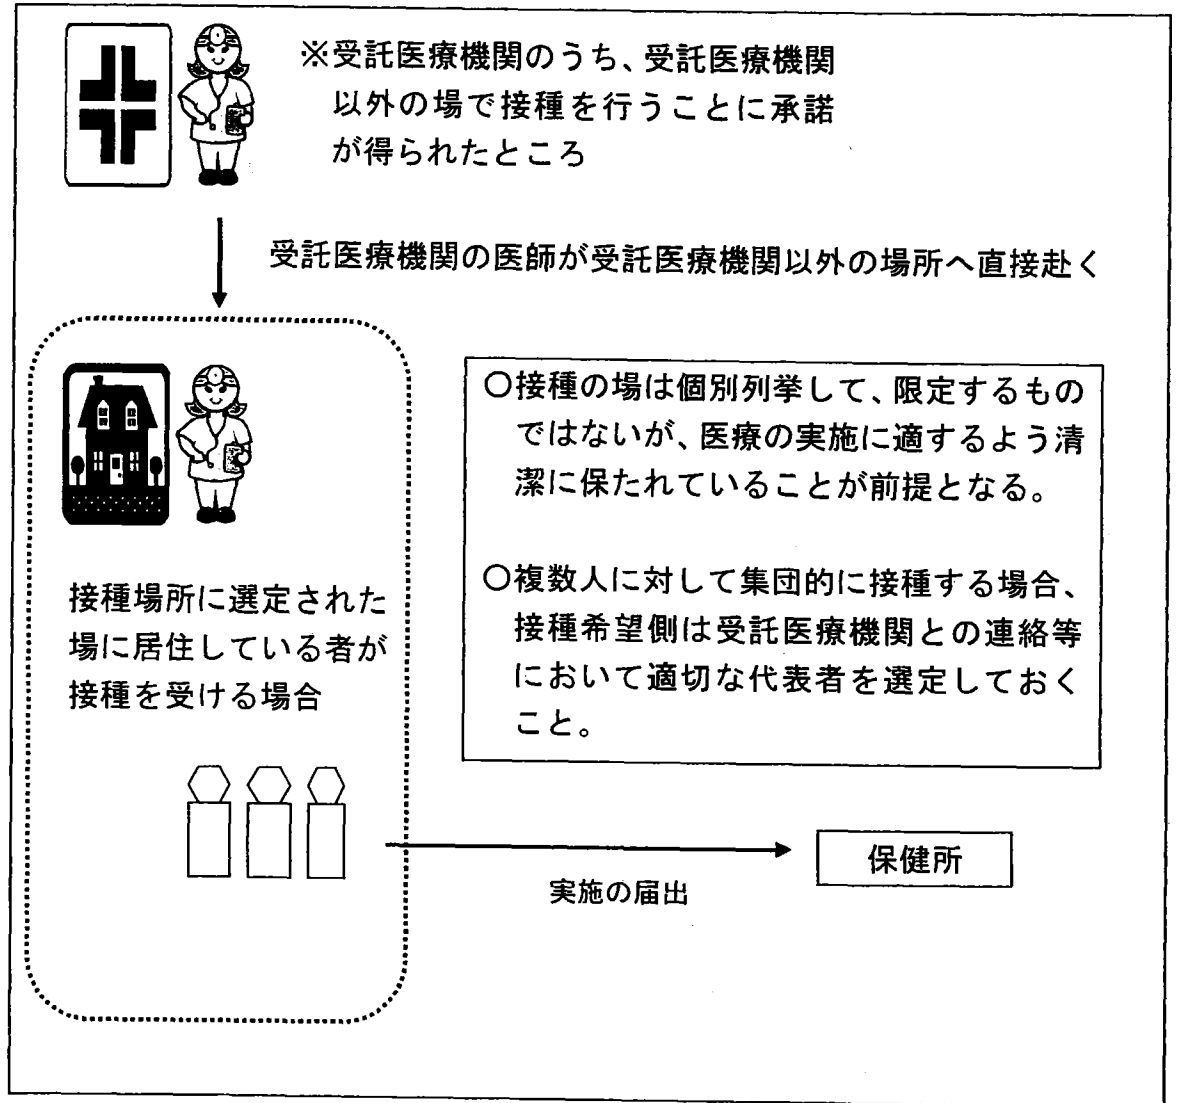 ※受託医療機関のうち、受託医療機関
以外の場で接種を行うことに承諾
が得られたところ
受託医療機関の医師が受託医療機関以外の場所へ直接赴く
○接種の場は個別列挙して、限定するもの
ではないが、医療の実施に適するよう清
潔に保たれていることが前提となる。
○複数人に対して集団的に接種する場合、
接種希望側は受託医療機関との連絡等
において適切な代表者を選定しておく
こと。
接種場所に選定された
場に居住している者が
接種を受ける場合
実施の届出
保健所